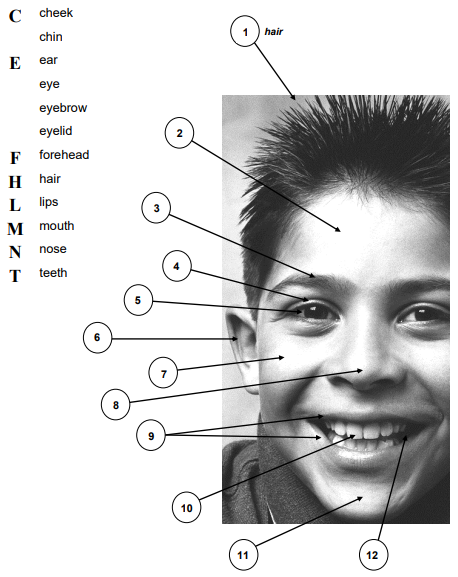 C cheek
chin
E ear
eye
eyebrow
eyelid
F forehead
H hair
L lips
M mouth
N nose
T teeth
1 hair
2
3
4
5
6
7
8
9
10
11
12